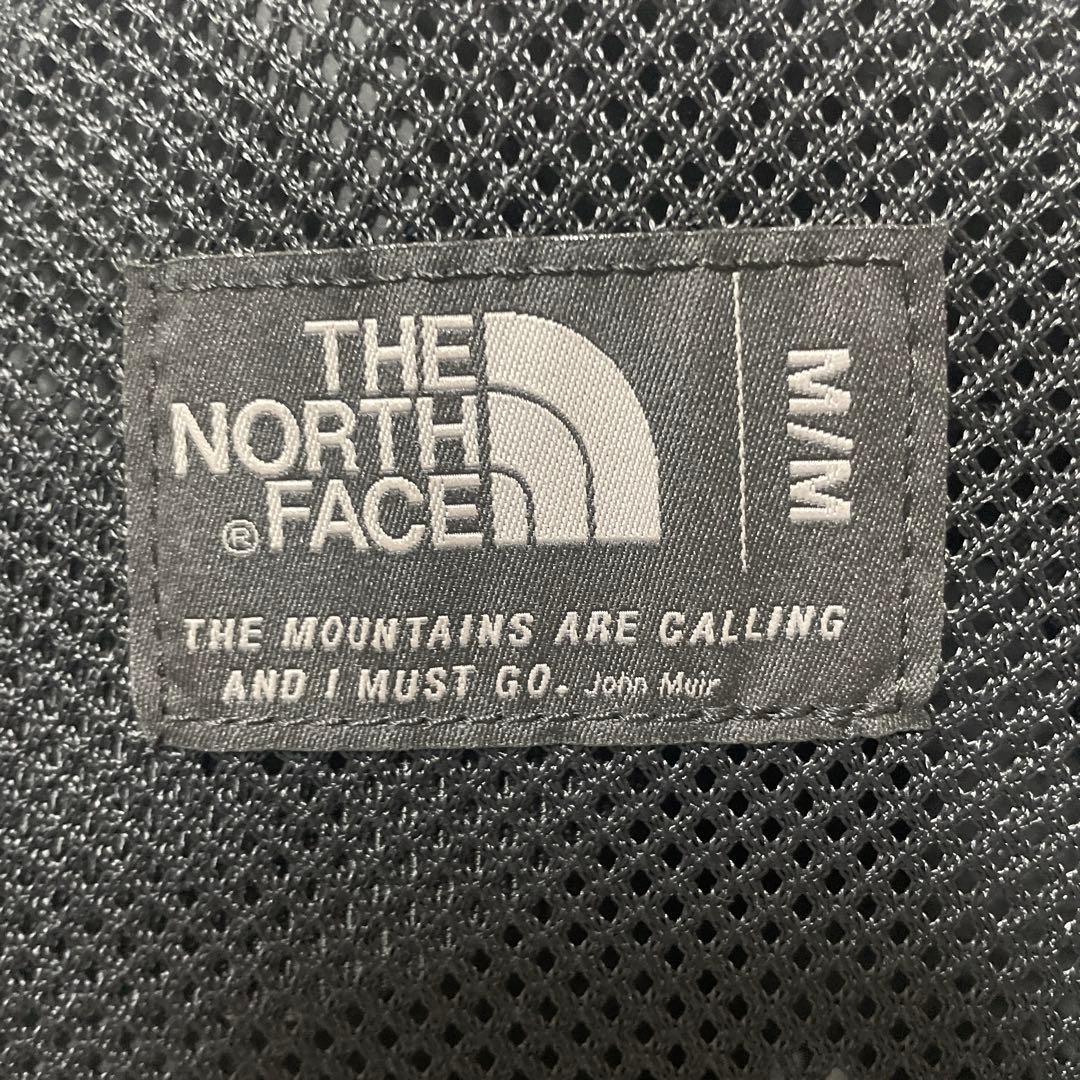 THE
NORTH
®FACE
M/M
THE MOUNTAINS ARE CALLING
AND I MUST GO. John Muir